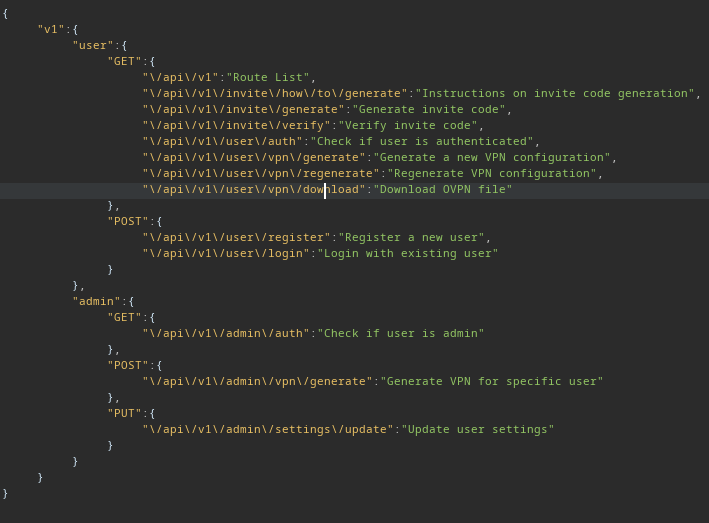 {
"v1":{
"user":{
"GET":{
"\/api\/v1":"Route List",
"\/api\/v1\/invite\/how\/to\/generate":"Instructions on invite code generation",
"\/api\/v1\/invite\/generate":"Generate invite code",
"\/api\/v1\/invite\/verify":"Verify invite code",
"\/api\/v1\/user\/auth":"Check if user is authenticated",
"\/api\/v1\/user\/vpn\/generate":"Generate a new VPN configuration",
"\/api\/v1\/user\/vpn\/regenerate":"Regenerate VPN configuration",
"\/api\/v1\/user\/vpn\/download":"Download OVPN file"
},
"POST":{
"\/api\/v1\/user\/register":"Register a new user",
"\/api\/v1\/user\/login":"Login with existing user"
}
},
"admin":{
"GET":{
"\/api\/v1\/admin\/auth":"Check if user is admin"
},
"POST":{
"\/api\/v1\/admin\/vpn\/generate":"Generate VPN for specific user"
},
"PUT":{
"\/api\/v1\/admin\/settings\/update":"Update user settings"
}
}
}
}